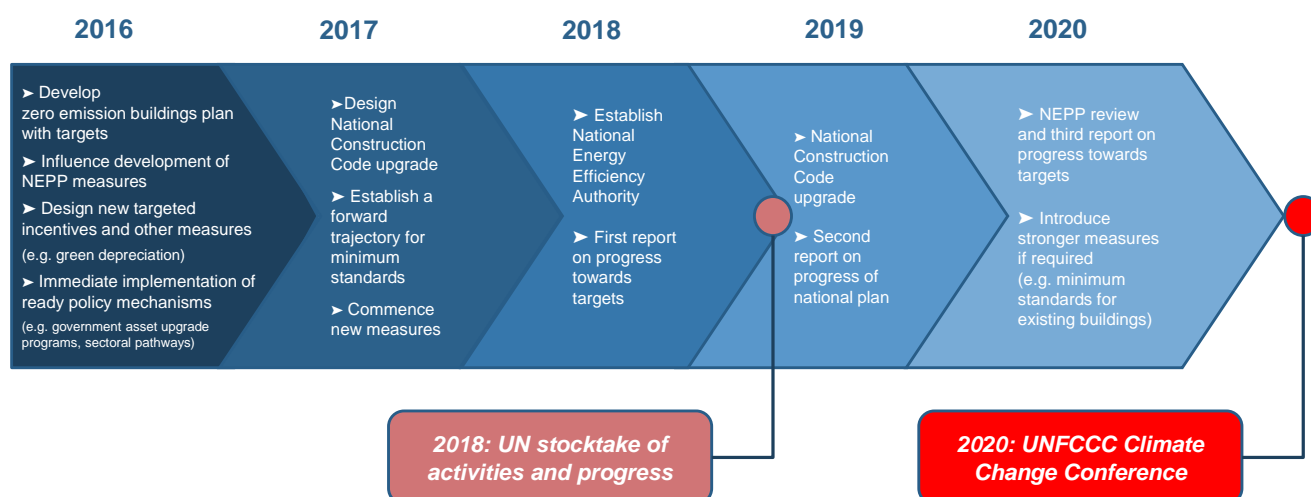 2016
2017
2018
2019
2020
➤ Develop
zero emission buildings plan
with targets
➤ Influence development of
NEPP measures
➤ Design new targeted
incentives and other measures
(e.g. green depreciation)
➤ Immediate implementation of
ready policy mechanisms
(e.g. government asset upgrade
programs, sectoral pathways)
➤Design
National
Construction
Code upgrade
➤ Establish a
forward
trajectory for
minimum
standards
➤ Commence
new measures
➤ Establish
National
Energy
Efficiency
Authority
➤ First report
on progress
towards
targets
➤ National
Construction
Code
upgrade
➤ Second
report on
progress of
national plan
➤ NEPP review
and third report on
progress towards
targets
➤ Introduce
stronger measures
if required
(e.g. minimum
standards for
existing buildings)
2018: UN stocktake of
activities and progress
2020: UNFCCC Climate
Change Conference